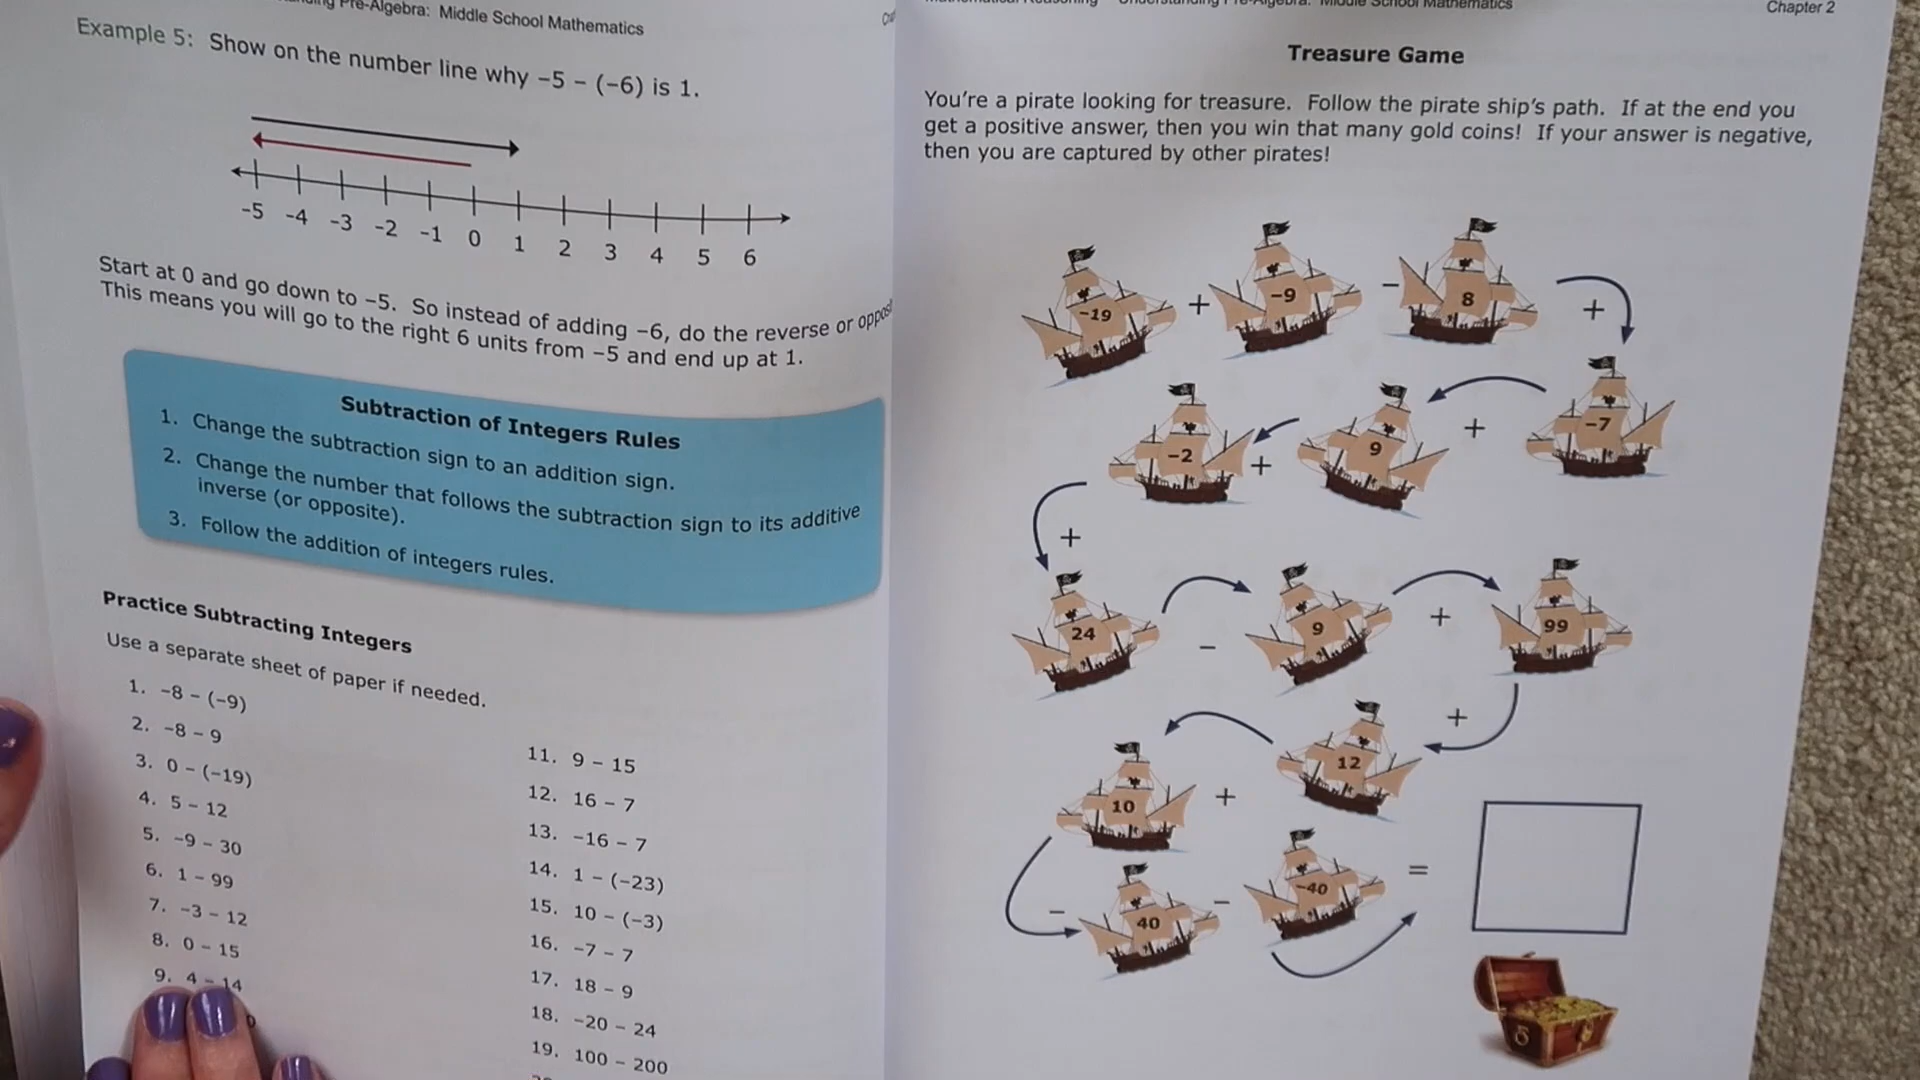 Pre-Algebra: Middle School Mathematics
Example 5: Show on the number line why −5 − (−6) is 1.
-5 -4 -3 -2 -1 0 1 2 3 4 5 6
Start at 0 and go down to −5. So instead of adding −6, do the reverse or
This means you will go to the right 6 units from −5 and end up at 1.
Subtraction of Integers Rules
1. Change the subtraction sign to an addition sign.
2. Change the number that follows the subtraction sign to its additive
inverse (or opposite).
3. Follow the addition of integers rules.
Practice Subtracting Integers
Use a separate sheet of paper if needed.
1. −8 − (−9)
2. −8 − 9
3. 0 − (−19)
4. 5 − 12
5. −9 − 30
6. 1 − 99
7. −3 − 12
8. 0 − 15
9. 4 − 14
11. 9 − 15
12. 16 − 7
13. −16 − 7
14. 1 − (−23)
15. 10 − (−3)
16. −7 − 7
17. 18 − 9
18. −20 − 24
19. 100 − 200
Mathematics
Chapter 2
Treasure Game
You're a pirate looking for treasure. Follow the pirate ship's path. If at the end you
get a positive answer, then you win that many gold coins! If your answer is negative,
then you are captured by other pirates!
−19 + −9 − 8 +
−2 + 9 + −7
+
24 − 9 + 99
+
10 + 12
− 40 − −40 =